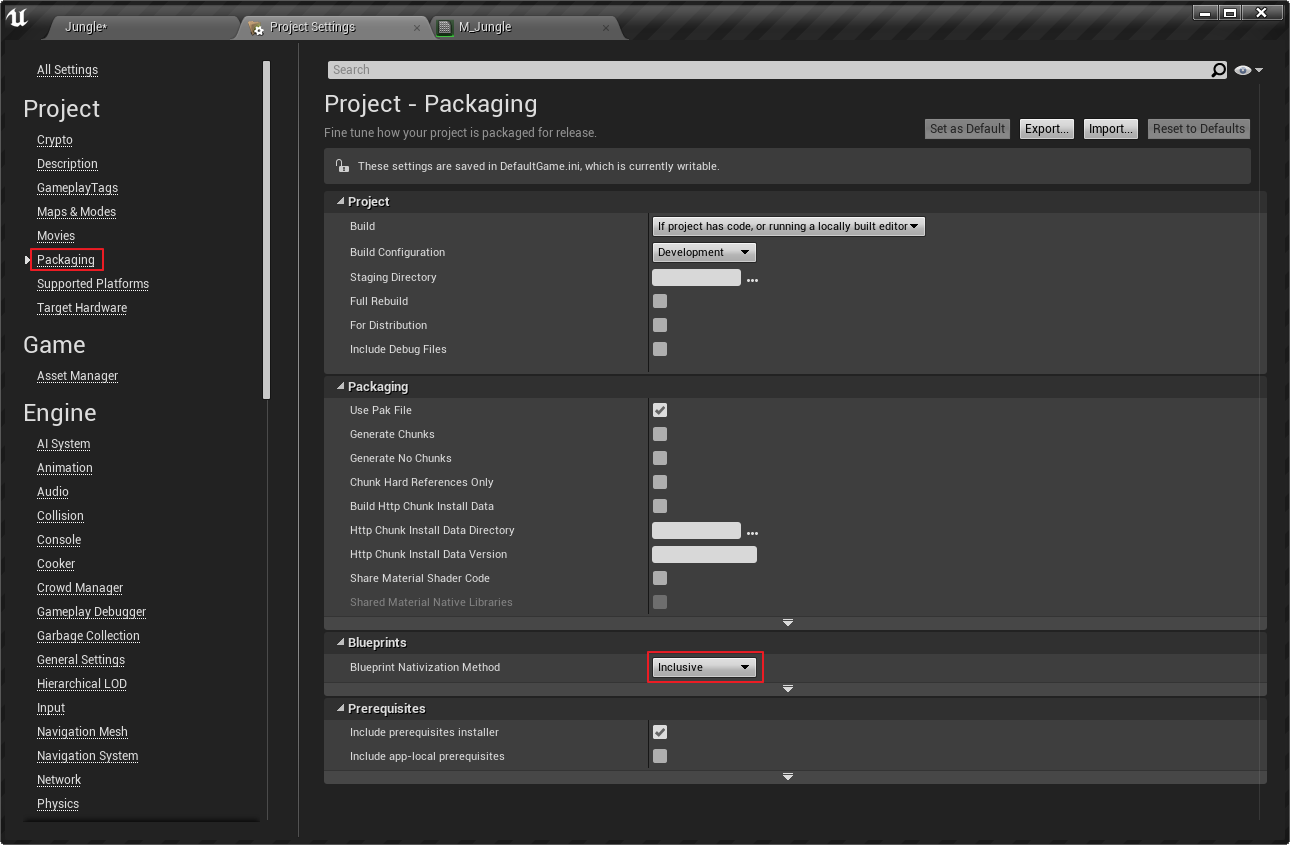 Jungle*
Project Settings
M_Jungle
All Settings
Project
Crypto
Description
GameplayTags
Maps & Modes
Movies
Packaging
Supported Platforms
Target Hardware
Game
Asset Manager
Engine
AI System
Animation
Audio
Collision
Console
Cooker
Crowd Manager
Gameplay Debugger
Garbage Collection
General Settings
Hierarchical LOD
Input
Navigation Mesh
Navigation System
Network
Physics
Search
Project - Packaging
Fine tune how your project is packaged for release.
Set as Default
Export...
Import...
Reset to Defaults
These settings are saved in DefaultGame.ini, which is currently writable.
Project
Build
If project has code, or running a locally built editor
Build Configuration
Development
Staging Directory
...
Full Rebuild
For Distribution
Include Debug Files
Packaging
Use Pak File
Generate Chunks
Generate No Chunks
Chunk Hard References Only
Build Http Chunk Install Data
Http Chunk Install Data Directory
...
Http Chunk Install Data Version
Share Material Shader Code
Shared Material Native Libraries
Blueprints
Blueprint Nativization Method
Inclusive
Prerequisites
Include prerequisites installer
Include app-local prerequisites